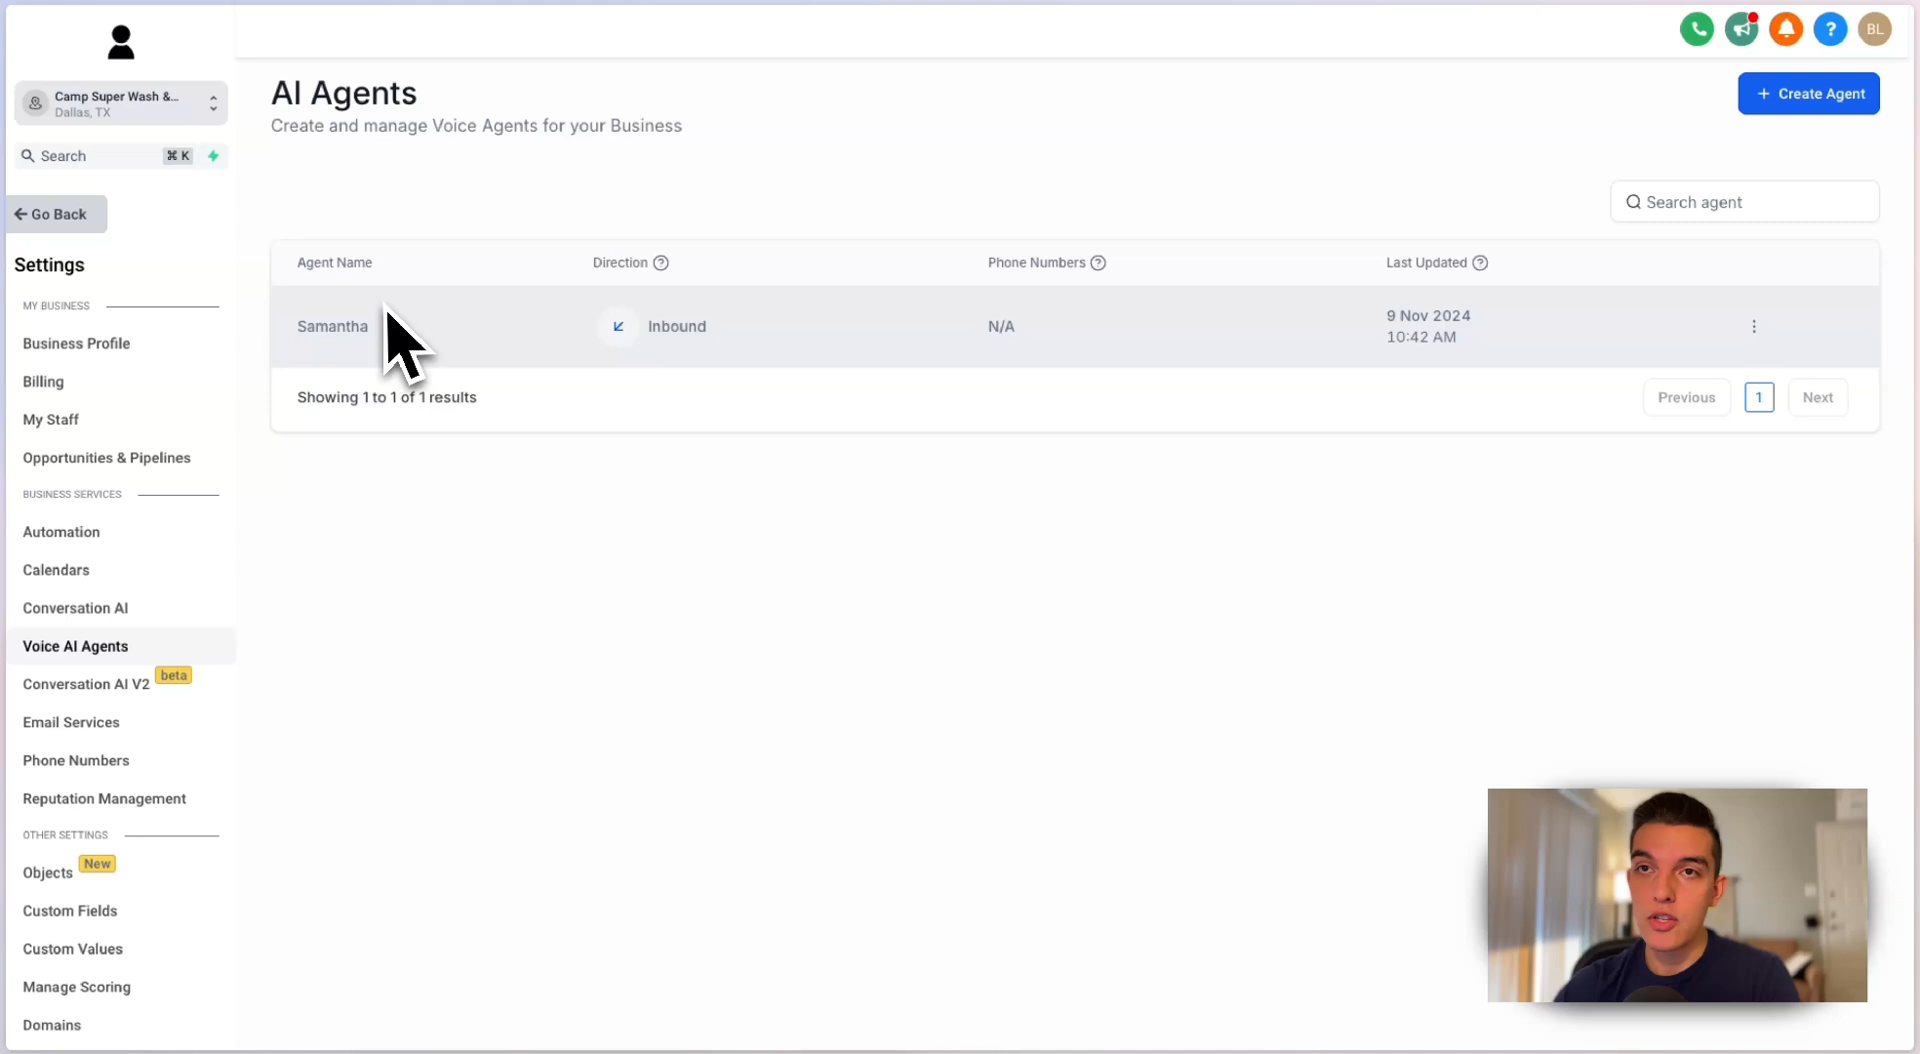 BL
Camp Super Wash &...
Dallas, TX
Search ⌘ K
← Go Back
Settings
MY BUSINESS
Business Profile
Billing
My Staff
Opportunities & Pipelines
BUSINESS SERVICES
Automation
Calendars
Conversation AI
Voice AI Agents
Conversation AI V2 beta
Email Services
Phone Numbers
Reputation Management
OTHER SETTINGS
Objects New
Custom Fields
Custom Values
Manage Scoring
Domains
AI Agents
Create and manage Voice Agents for your Business
+ Create Agent
Search agent
Agent Name Direction ? Phone Numbers ? Last Updated ?
Samantha Inbound N/A 9 Nov 2024
10:42 AM
Showing 1 to 1 of 1 results
Previous 1 Next